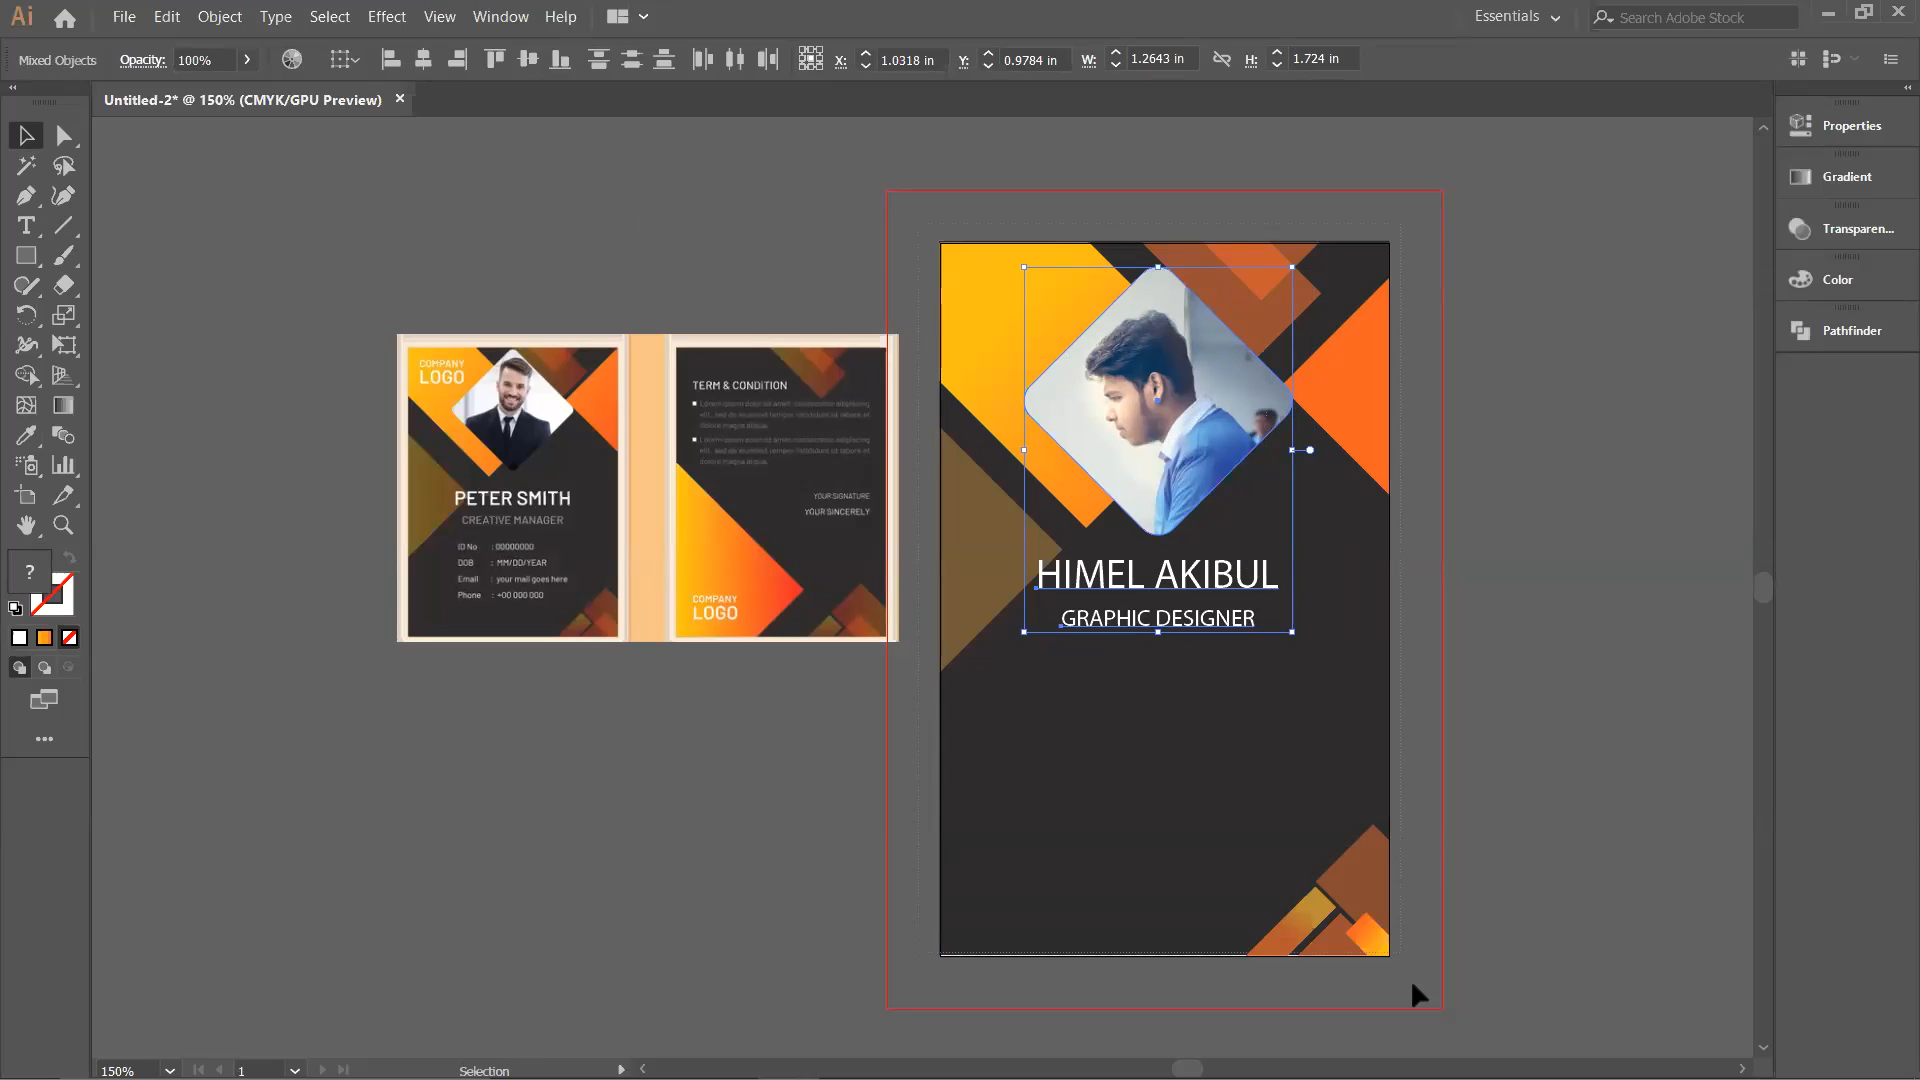 Ai
File Edit Object Type Select Effect View Window Help
Essentials
Search Adobe Stock
Mixed Objects Opacity: 100% X: 1.0318 in Y: 0.9784 in W: 1.2643 in H: 1.724 in
Untitled-2* @ 150% (CMYK/GPU Preview)
Properties
Gradient
Transparen...
Color
Pathfinder
?
COMPANY
LOGO
PETER SMITH
CREATIVE MANAGER
ID No : 00000000
DOB : MM/DD/YEAR
Email : your mail goes here
Phone : +00 000 000
TERM & CONDITION
YOUR SIGNATURE
YOUR SINCERELY
COMPANY
LOGO
HIMEL AKIBUL
GRAPHIC DESIGNER
150% 1 Selection